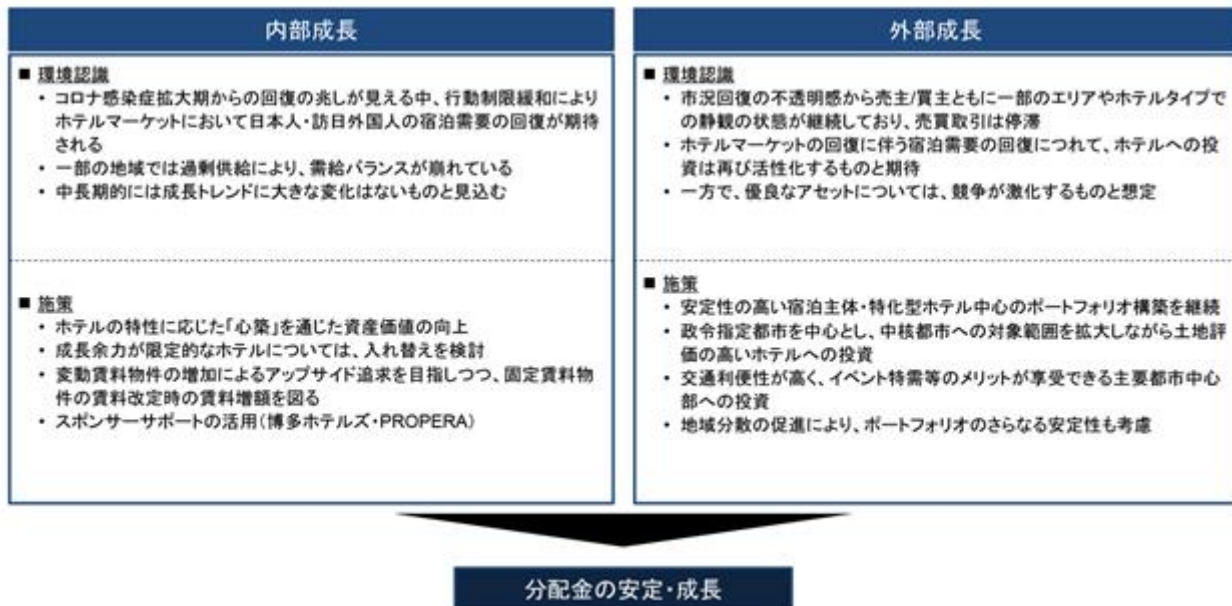 内部成長
■ 環境認識
・ コロナ感染症拡大期からの回復の兆しが見える中、行動制限緩和により
ホテルマーケットにおいて日本人・訪日外国人の宿泊需要の回復が期待
される
・ 一部の地域では過剰供給により、需給バランスが崩れている
・ 中長期的には成長トレンドに大きな変化はないものと見込む
■ 施策
・ ホテルの特性に応じた「心築」を通じた資産価値の向上
・ 成長余力が限定的なホテルについては、入れ替えを検討
・ 変動賃料物件の増加によるアップサイド追求を目指しつつ、固定賃料物
件の賃料改定時の賃料増額を図る
・ スポンサーサポートの活用(博多ホテルズ・PROPERA)
外部成長
■ 環境認識
・ 市況回復の不透明感から売主/買主ともに一部のエリアやホテルタイプで
の静観の状態が継続しており、売買取引は停滞
・ ホテルマーケットの回復に伴う宿泊需要の回復につれて、ホテルへの投
資は再び活性化するものと期待
・ 一方で、優良なアセットについては、競争が激化するものと想定
■ 施策
・ 安定性の高い宿泊主体・特化型ホテル中心のポートフォリオ構築を継続
・ 政令指定都市を中心とし、中核都市への対象範囲を拡大しながら土地評
価の高いホテルへの投資
・ 交通利便性が高く、イベント特需等のメリットが享受できる主要都市中心
部への投資
・ 地域分散の促進により、ポートフォリオのさらなる安定性も考慮
分配金の安定・成長